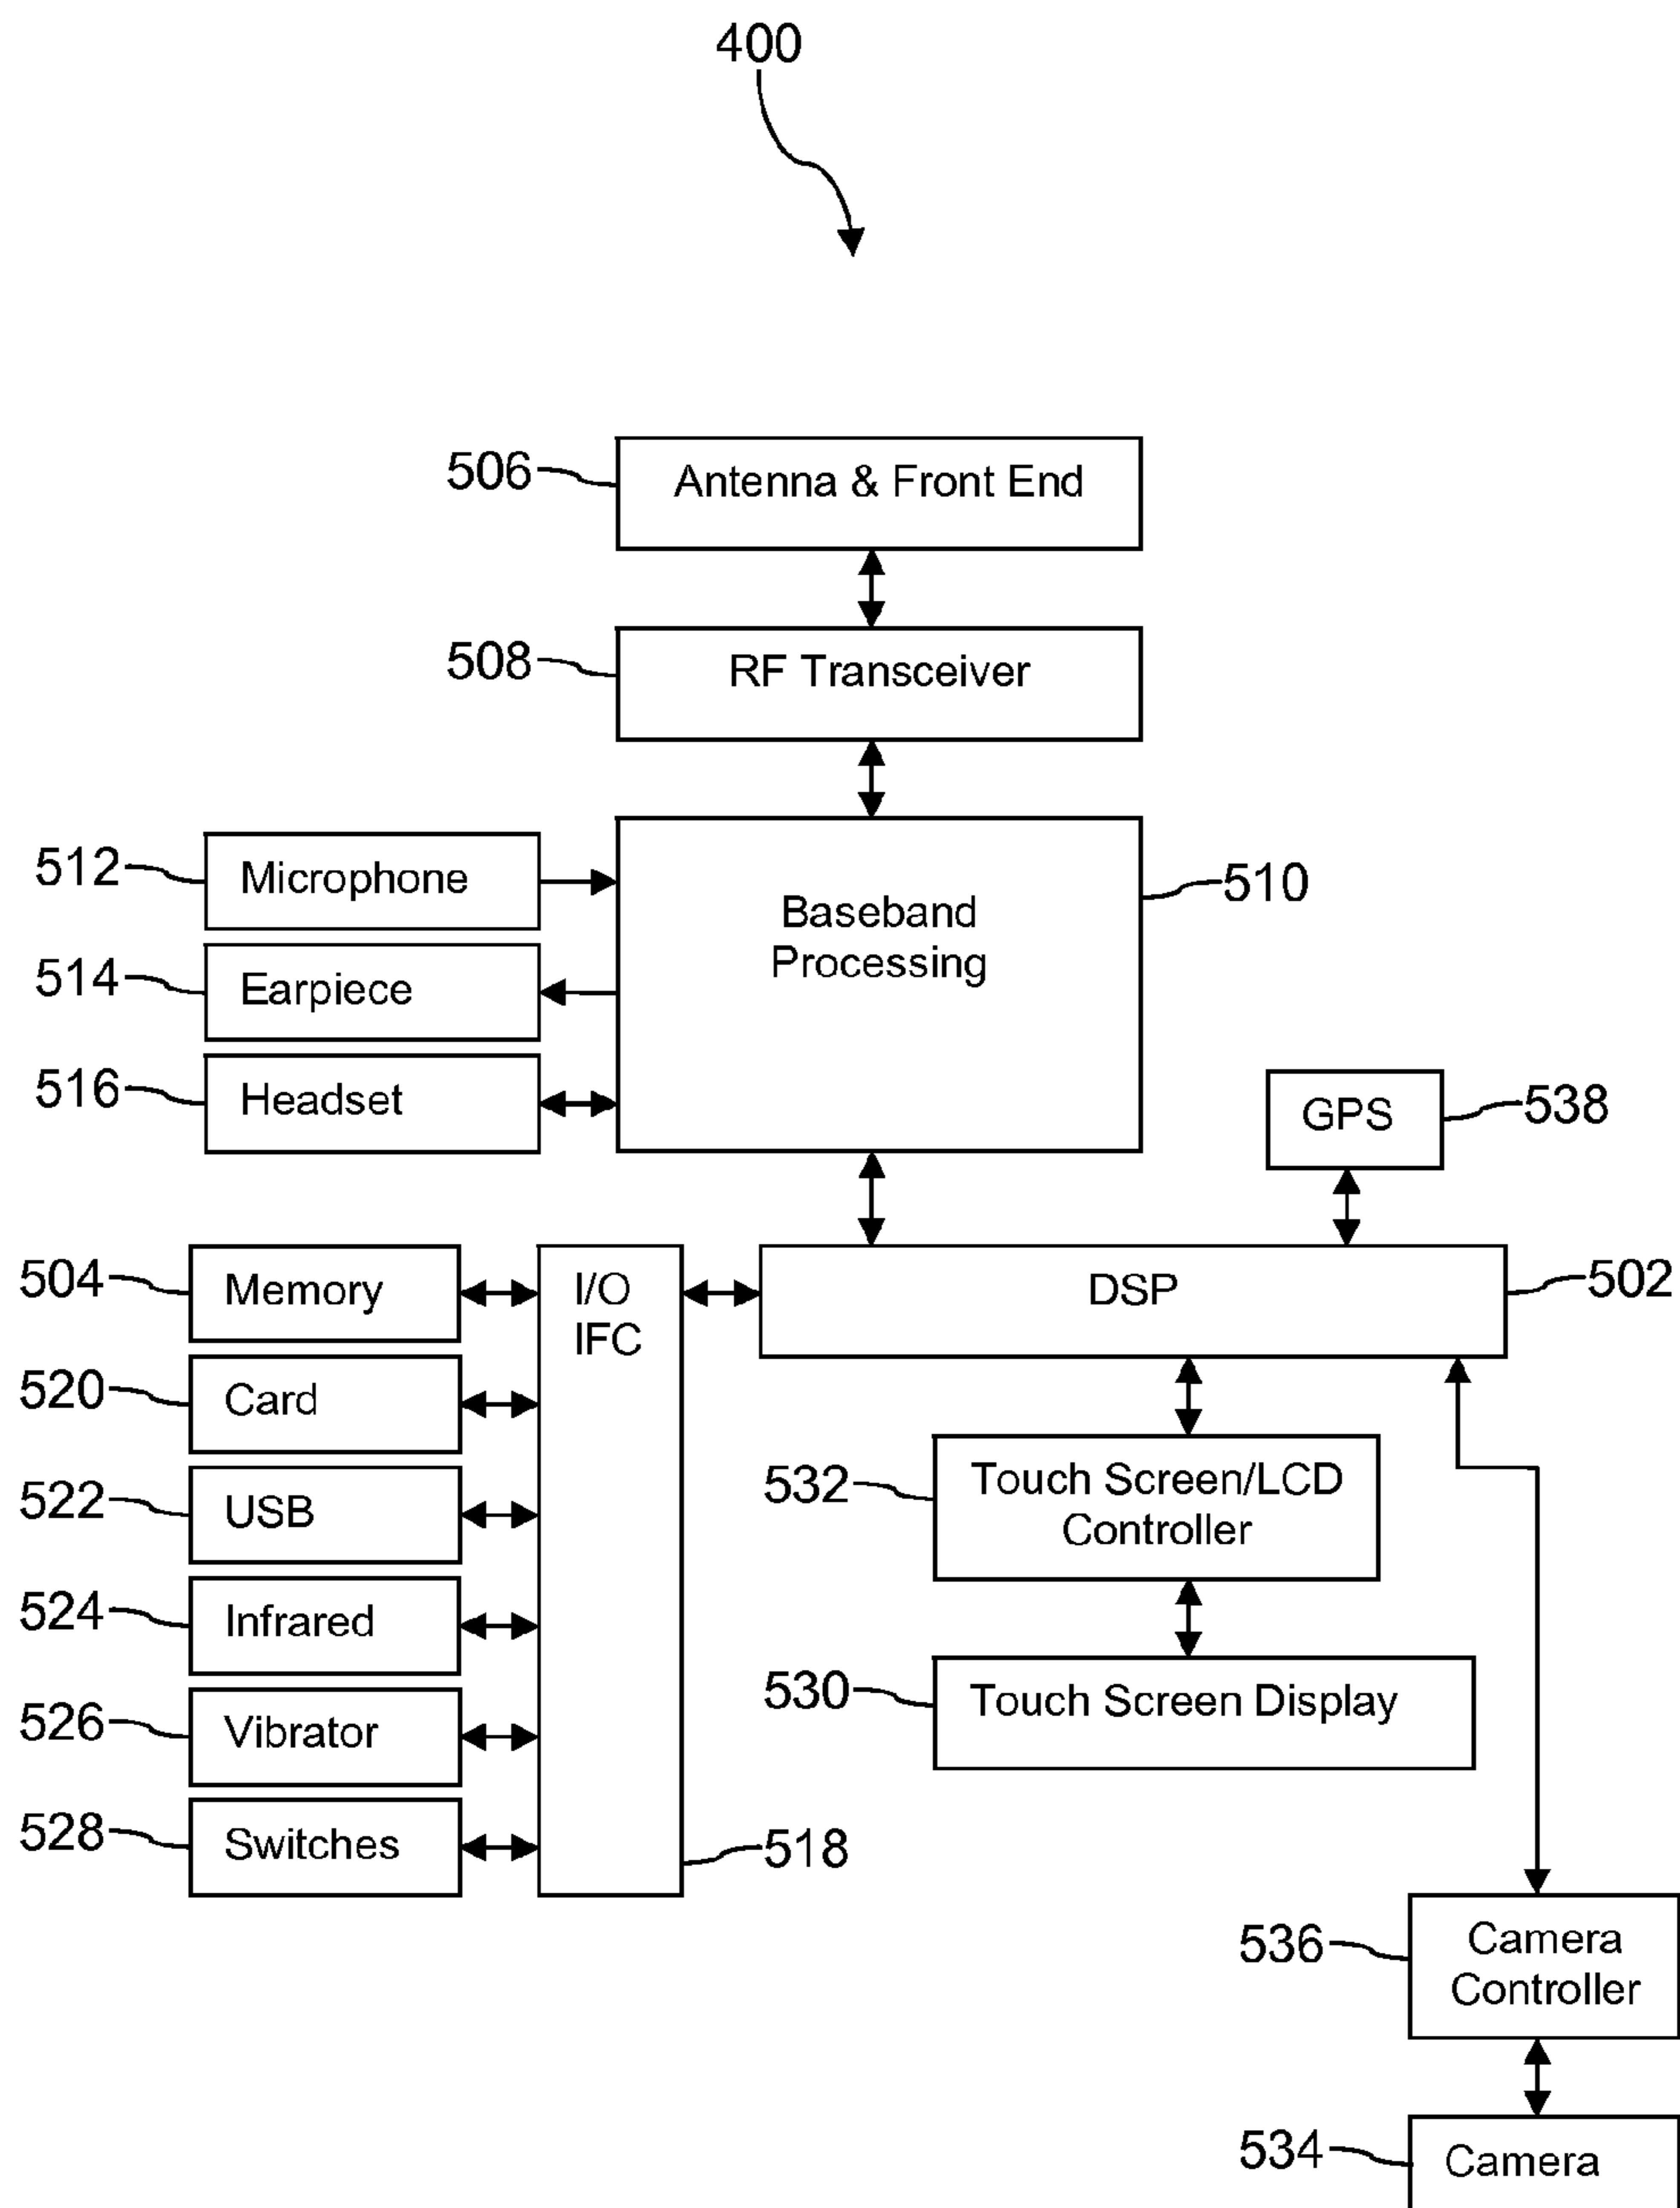 400
506
Antenna & Front End
508
RF Transceiver
512
Microphone
Baseband
Processing
510
514
Earpiece
516
Headset
GPS
538
504
Memory
I/O
IFC
DSP
502
520
Card
522
USB
532
Touch Screen/LCD
Controller
524
Infrared
530
Touch Screen Display
526
Vibrator
528
Switches
518
536
Camera
Controller
534
Camera